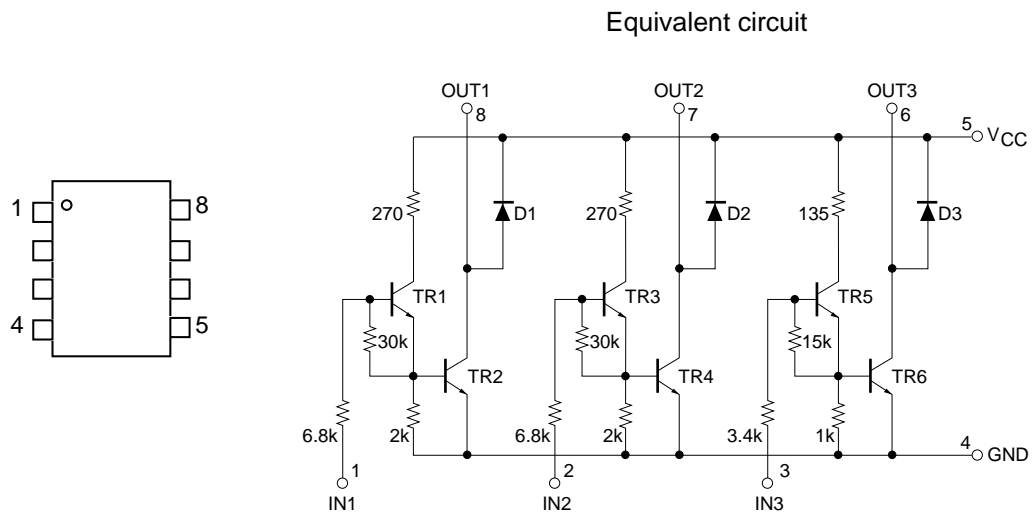 Equivalent circuit
OUT1 OUT2 OUT3
8 7 6
5 VCC
1 8
270 D1 270 D2 135 D3
TR1 TR3 TR5
4 5
30k 30k 15k
TR2 TR4 TR6
6.8k 2k 6.8k 2k 3.4k 1k
4 GND
1 2 3
IN1 IN2 IN3